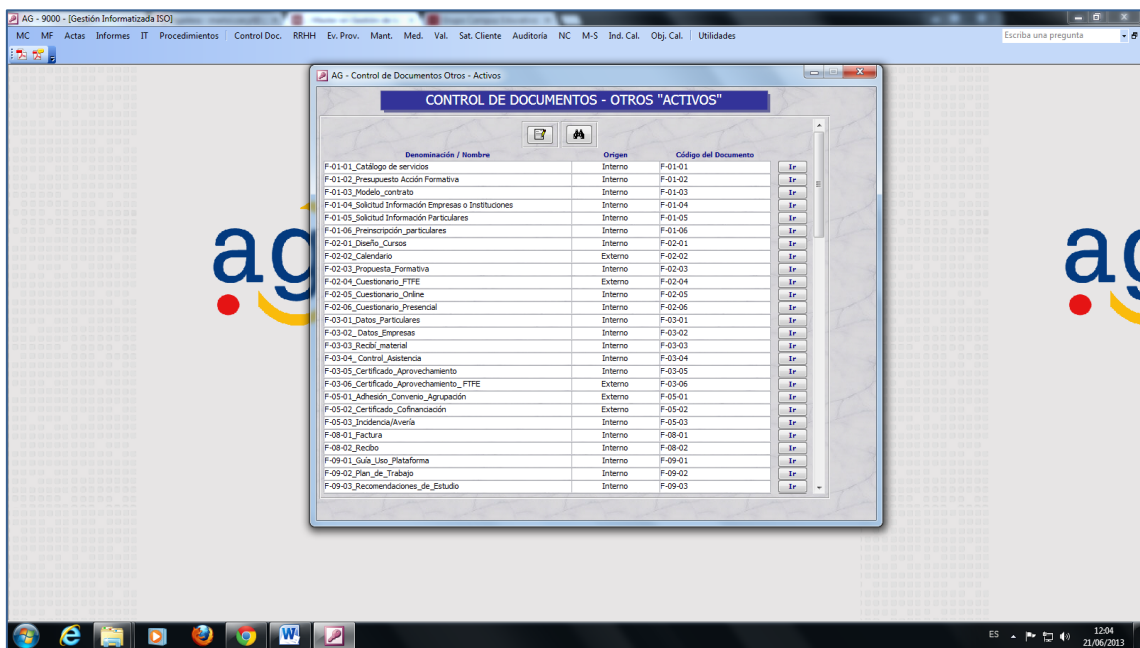 AG - 9000 - [Gestión Informatizada ISO]
MC MF Actas Informes IT Procedimientos Control Doc. RRHH Ev. Prov. Mant. Med. Val. Sat. Cliente Auditoría NC M-S Ind. Cal. Obj. Cal. Utilidades Escriba una pregunta
AG - Control de Documentos Otros - Activos
CONTROL DE DOCUMENTOS - OTROS "ACTIVOS"
Denominación / Nombre Origen Código del Documento
F-01-01_Catálogo de servicios Interno F-01-01 Ir
F-01-02_Presupuesto Acción Formativa Interno F-01-02 Ir
F-01-03_Modelo_contrato Interno F-01-03 Ir
F-01-04_Solicitud Información Empresas o Instituciones Interno F-01-04 Ir
F-01-05_Solicitud Información Particulares Interno F-01-05 Ir
F-01-06_Preinscripción_particulares Interno F-01-06 Ir
F-02-01_Diseño_Cursos Interno F-02-01 Ir
F-02-02_Calendario Externo F-02-02 Ir
F-02-03_Propuesta_Formativa Interno F-02-03 Ir
F-02-04_Cuestionario_FTFE Externo F-02-04 Ir
F-02-05_Cuestionario_Online Interno F-02-05 Ir
F-02-06_Cuestionario_Presencial Interno F-02-06 Ir
F-03-01_Datos_Particulares Interno F-03-01 Ir
F-03-02_ Datos_Empresas Interno F-03-02 Ir
F-03-03_Recibí_material Interno F-03-03 Ir
F-03-04_ Control_Asistencia Interno F-03-04 Ir
F-03-05_Certificado_Aprovechamiento Interno F-03-05 Ir
F-03-06_Certificado_Aprovechamiento_ FTFE Externo F-03-06 Ir
F-05-01_Adhesión_Convenio_Agrupación Externo F-05-01 Ir
F-05-02_Certificado_Cofinanciación Externo F-05-02 Ir
F-05-03_Incidencia/Avería Interno F-05-03 Ir
F-08-01_Factura Interno F-08-01 Ir
F-08-02_Recibo Interno F-08-02 Ir
F-09-01_Guía_Uso_Plataforma Interno F-09-01 Ir
F-09-02_Plan_de_Trabajo Interno F-09-02 Ir
F-09-03_Recomendaciones_de_Estudio Interno F-09-03 Ir
ag
ag
ES 12:04
21/06/2013